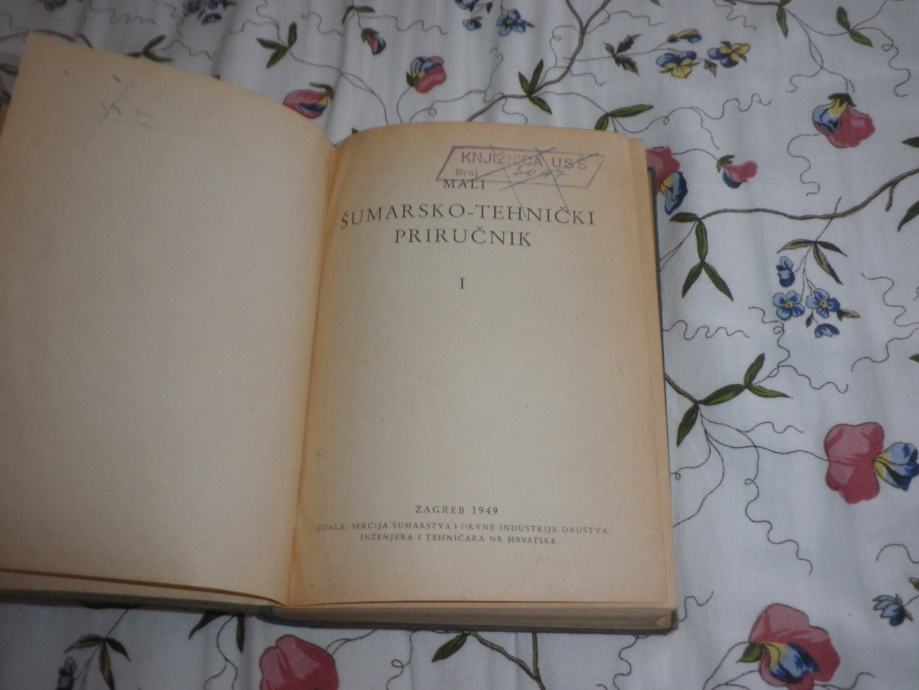 KNJIŽNICA USS
Broj 5047
MALI
ŠUMARSKO-TEHNIČKI
PRIRUČNIK
I
ZAGREB 1949
IZDALA: SEKCIJA ŠUMARSTVA I DRVNE INDUSTRIJE DRUŠTVA
INŽENJERA I TEHNIČARA NR HRVATSKE